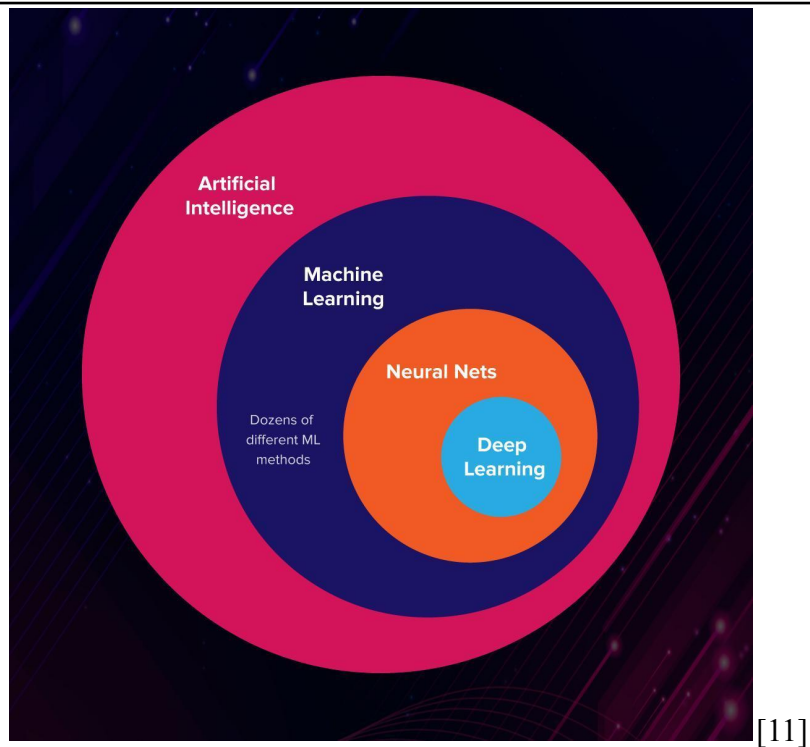 Artificial
Intelligence
Machine
Learning
Neural Nets
Dozens of
different ML
methods
Deep
Learning
[11]